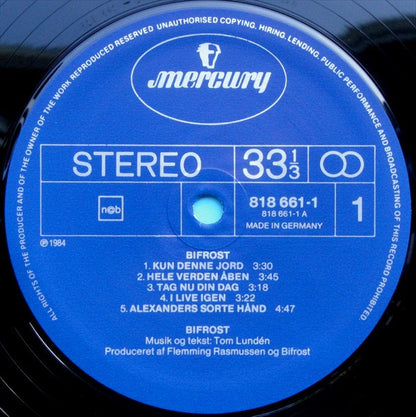 ALL RIGHTS OF THE PRODUCER AND OF THE OWNER OF THE WORK REPRODUCED RESERVED UNAUTHORISED COPYING, HIRING, LENDING, PUBLIC PERFORMANCE AND BROADCASTING OF THIS RECORD PROHIBITED.
mercury
STEREO 33 1/3
n©b 818 661-1 1
818 661-1 A
MADE IN GERMANY
℗ 1984
BIFROST
1. KUN DENNE JORD 3:30
2. HELE VERDEN ÅBEN 3:45
3. TAG NU DIN DAG 3:18
4. I LIVE IGEN 3:22
5. ALEXANDERS SORTE HÅND 4:47
BIFROST
Musik og tekst: Tom Lundén
Produceret af Flemming Rasmussen og Bifrost